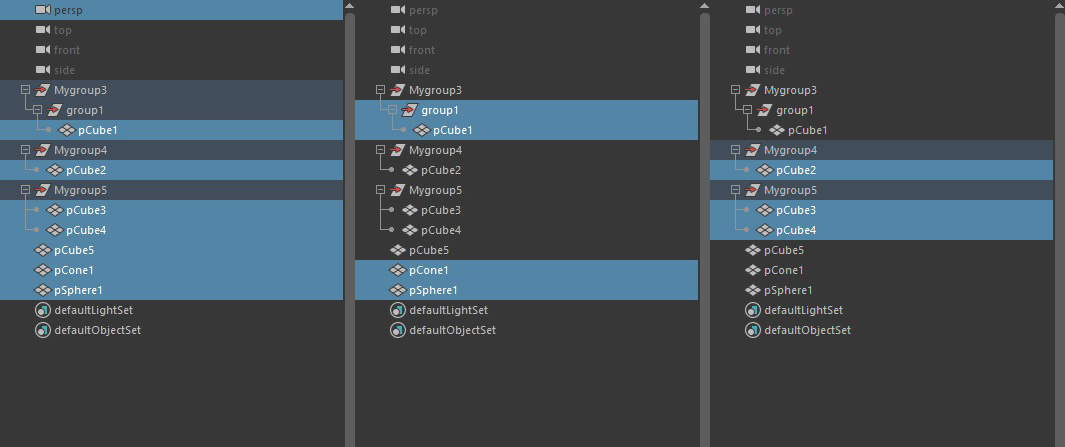 persp
top
front
side
Mygroup3
group1
pCube1
Mygroup4
pCube2
Mygroup5
pCube3
pCube4
pCube5
pCone1
pSphere1
defaultLightSet
defaultObjectSet
persp
top
front
side
Mygroup3
group1
pCube1
Mygroup4
pCube2
Mygroup5
pCube3
pCube4
pCube5
pCone1
pSphere1
defaultLightSet
defaultObjectSet
persp
top
front
side
Mygroup3
group1
pCube1
Mygroup4
pCube2
Mygroup5
pCube3
pCube4
pCube5
pCone1
pSphere1
defaultLightSet
defaultObjectSet